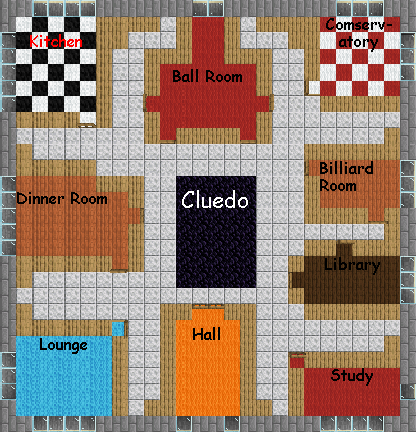 Kitchen
Comserv-
atory
Ball Room
Billiard
Room
Dinner Room
Cluedo
Library
Hall
Lounge
Study